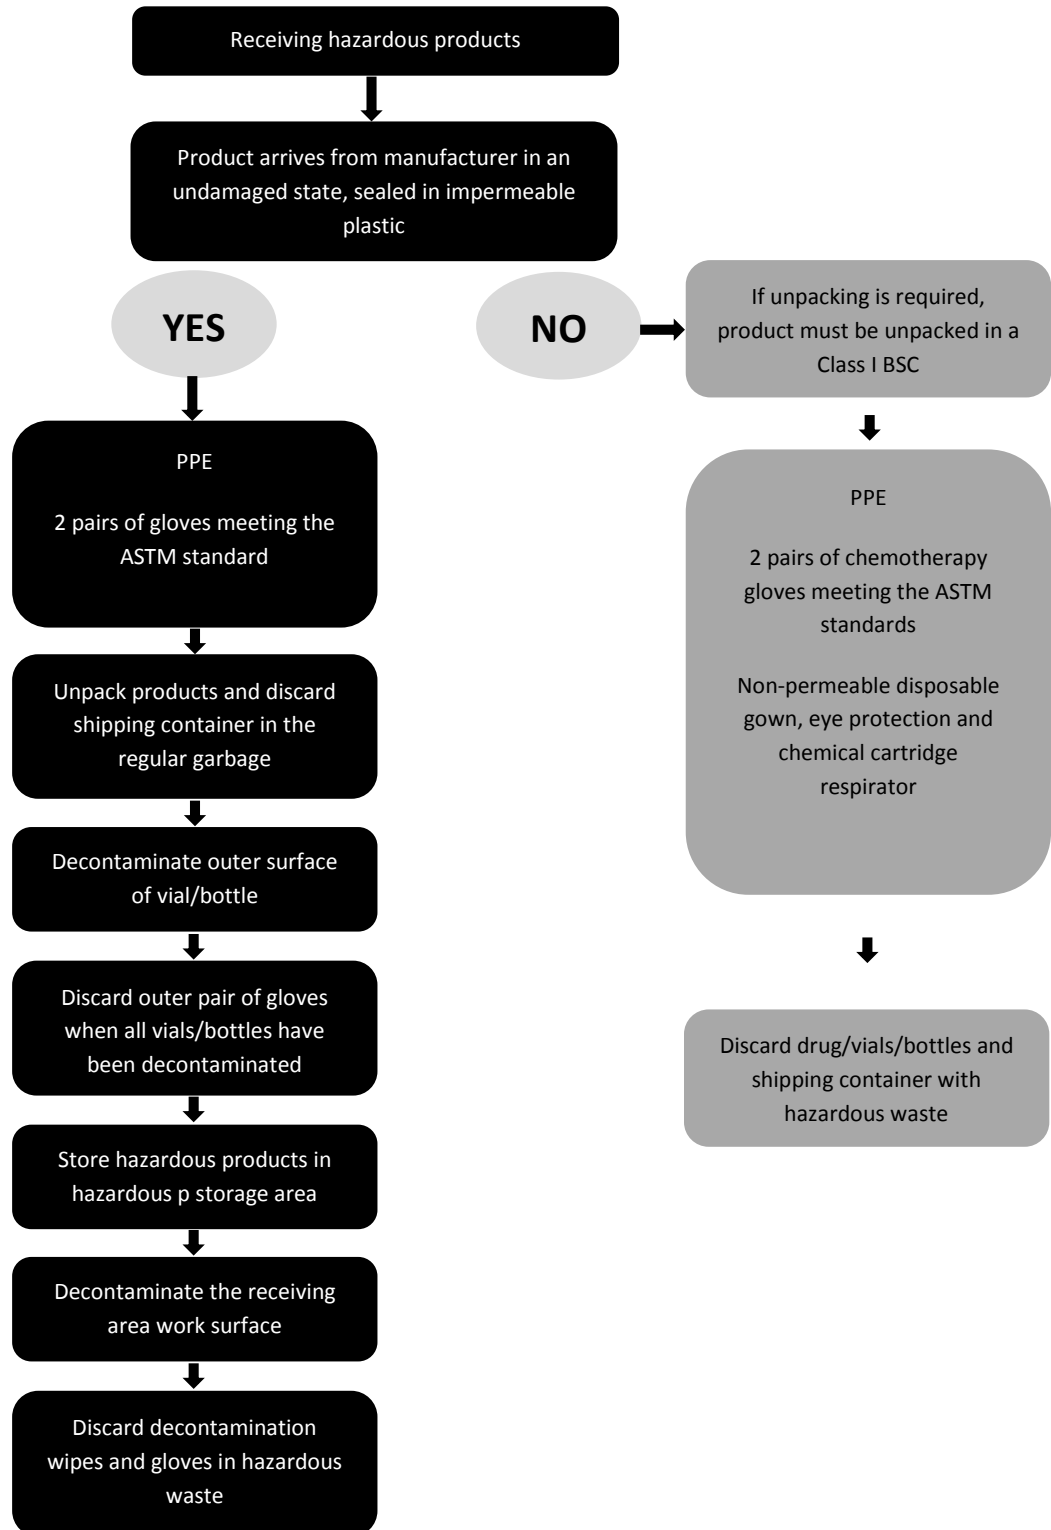 Receiving hazardous products
Product arrives from manufacturer in an
undamaged state, sealed in impermeable
plastic
YES
NO
If unpacking is required,
product must be unpacked in a
Class I BSC
PPE
2 pairs of gloves meeting the
ASTM standard
PPE
2 pairs of chemotherapy
gloves meeting the ASTM
standards
Non-permeable disposable
gown, eye protection and
chemical cartridge
respirator
Unpack products and discard
shipping container in the
regular garbage
Decontaminate outer surface
of vial/bottle
Discard outer pair of gloves
when all vials/bottles have
been decontaminated
Discard drug/vials/bottles and
shipping container with
hazardous waste
Store hazardous products in
hazardous p storage area
Decontaminate the receiving
area work surface
Discard decontamination
wipes and gloves in hazardous
waste